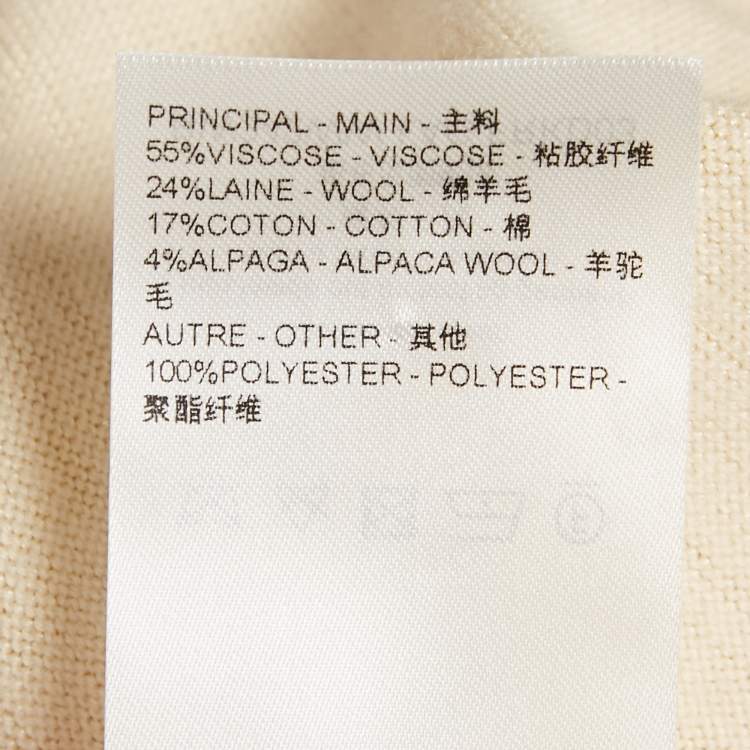 PRINCIPAL - MAIN - 主料
55%VISCOSE - VISCOSE - 粘胶纤维
24%LAINE - WOOL - 绵羊毛
17%COTON - COTTON - 棉
4%ALPAGA - ALPACA WOOL - 羊驼
毛
AUTRE - OTHER - 其他
100%POLYESTER - POLYESTER -
聚酯纤维